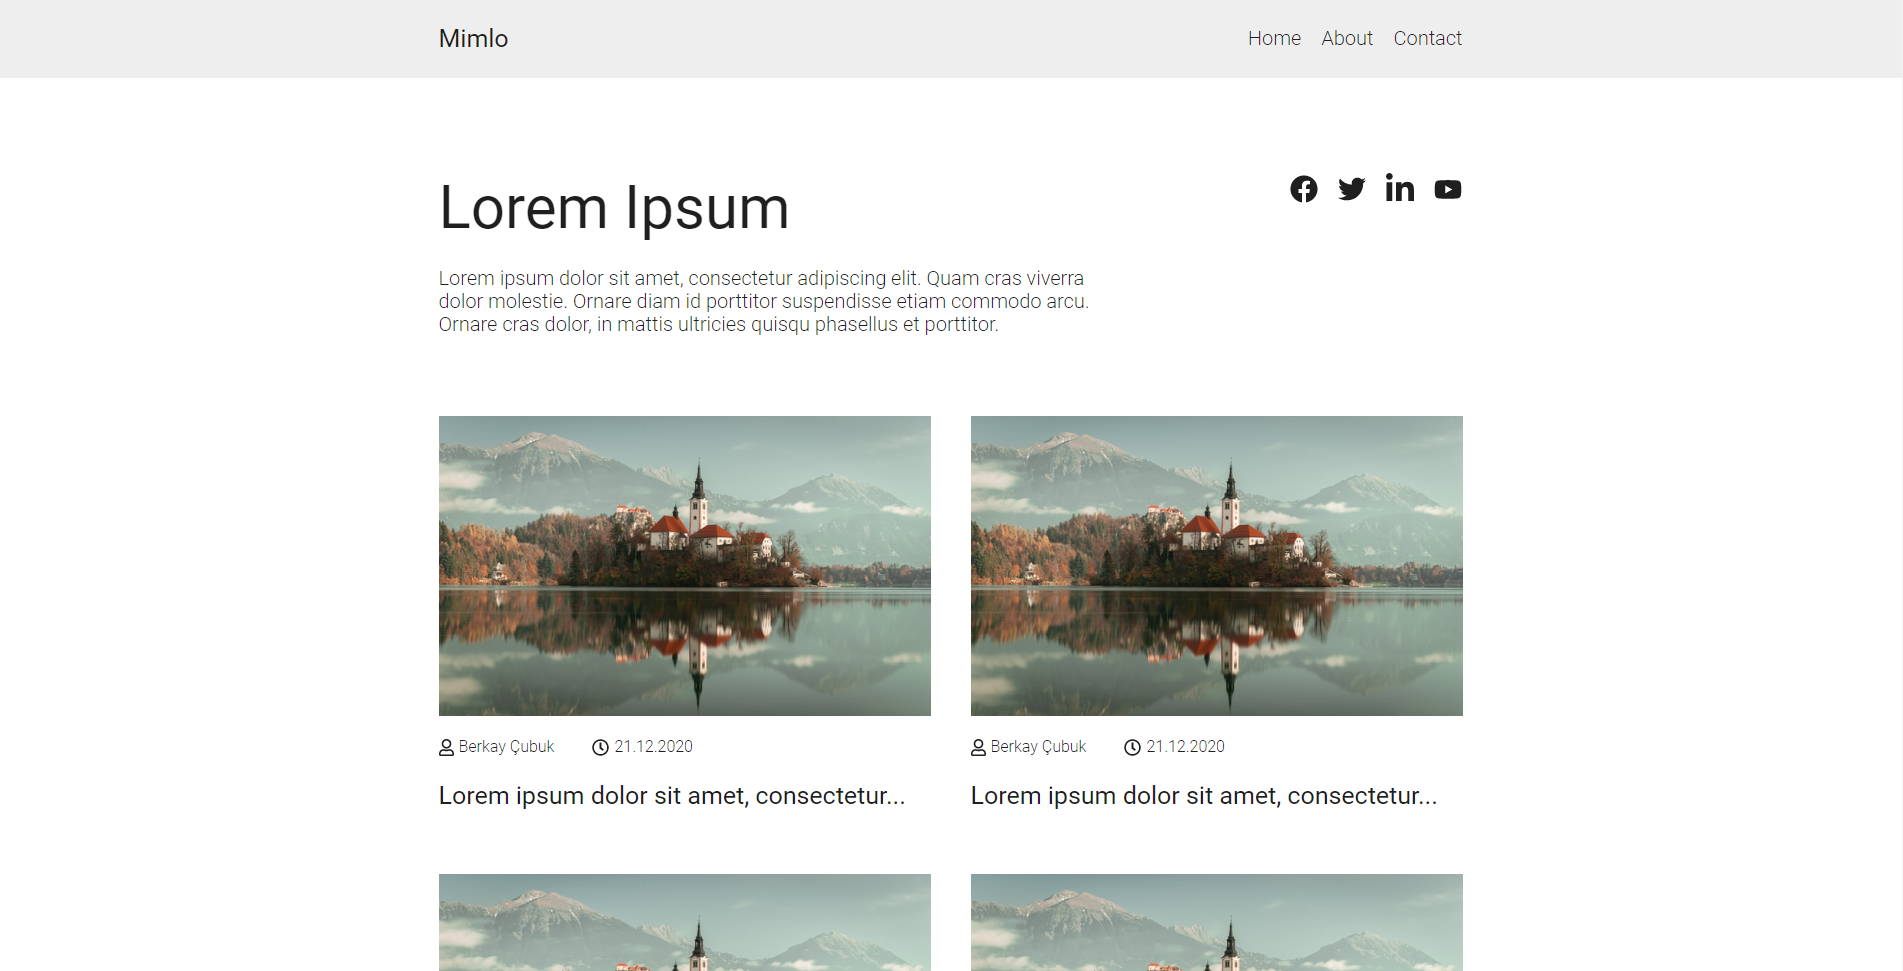 Mimlo
Home About Contact
Lorem Ipsum
Lorem ipsum dolor sit amet, consectetur adipiscing elit. Quam cras viverra
dolor molestie. Ornare diam id porttitor suspendisse etiam commodo arcu.
Ornare cras dolor, in mattis ultricies quisqu phasellus et porttitor.
Berkay Çubuk 21.12.2020
Lorem ipsum dolor sit amet, consectetur...
Berkay Çubuk 21.12.2020
Lorem ipsum dolor sit amet, consectetur...